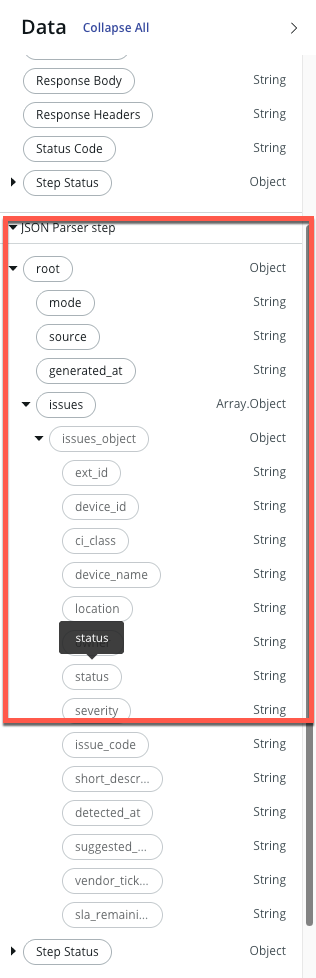 Data Collapse All
Response Body String
Response Headers String
Status Code String
Step Status Object
JSON Parser step
root Object
mode String
source String
generated_at String
issues Array.Object
issues_object Object
ext_id String
device_id String
ci_class String
device_name String
location String
String
status
status String
severity String
issue_code String
short_descr... String
detected_at String
suggested_... String
vendor_tick... String
sla_remaini... String
Step Status Object